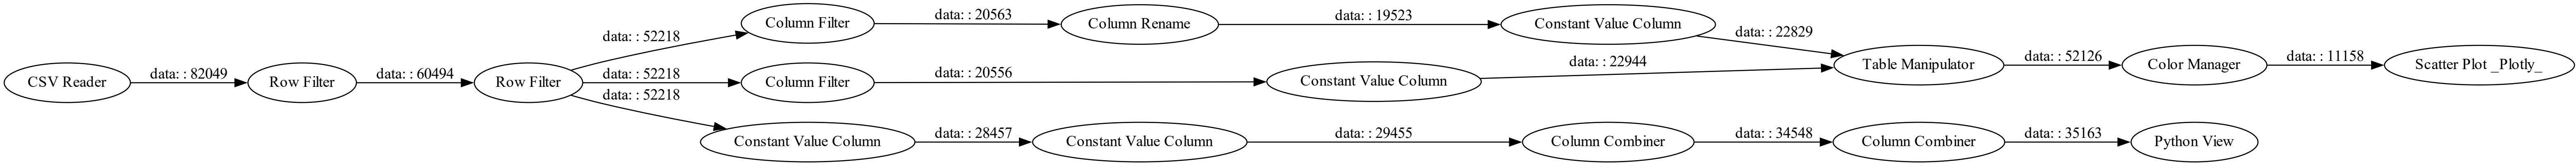 CSV Reader
data: : 82049
Row Filter
data: : 60494
Row Filter
data: : 52218
Column Filter
data: : 20563
Column Rename
data: : 19523
Constant Value Column
data: : 22829
data: : 52218
Column Filter
data: : 20556
Constant Value Column
data: : 22944
Table Manipulator
data: : 52126
Color Manager
data: : 11158
Scatter Plot _Plotly_
data: : 52218
Constant Value Column
data: : 28457
Constant Value Column
data: : 29455
Column Combiner
data: : 34548
Column Combiner
data: : 35163
Python View